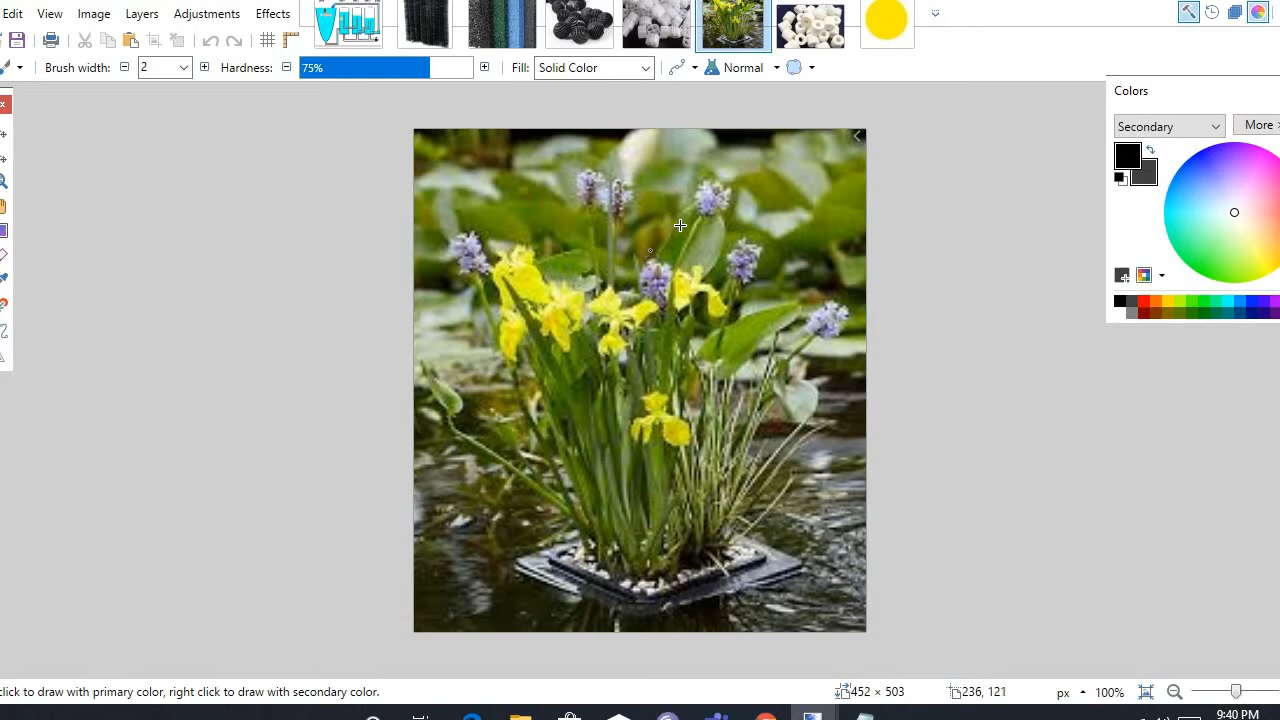 Edit View Image Layers Adjustments Effects
Brush width: 2 Hardness: 75% Fill: Solid Color Normal
Colors
Secondary More
click to draw with primary color, right click to draw with secondary color.
452 × 503 236, 121 px 100%
9:40 PM